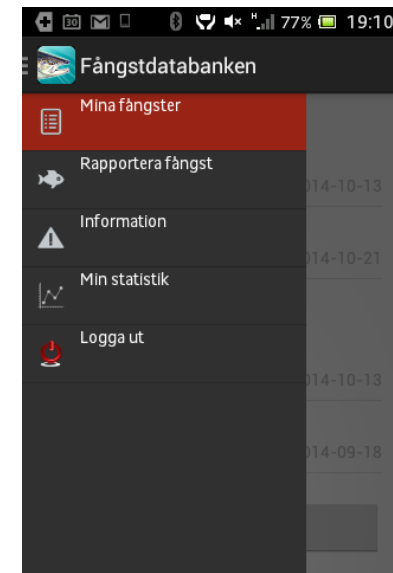 77% 19:10
Fångstdatabanken
Mina fångster
Rapportera fångst
014-10-13
Information
014-10-21
Min statistik
Logga ut
014-10-13
014-09-18